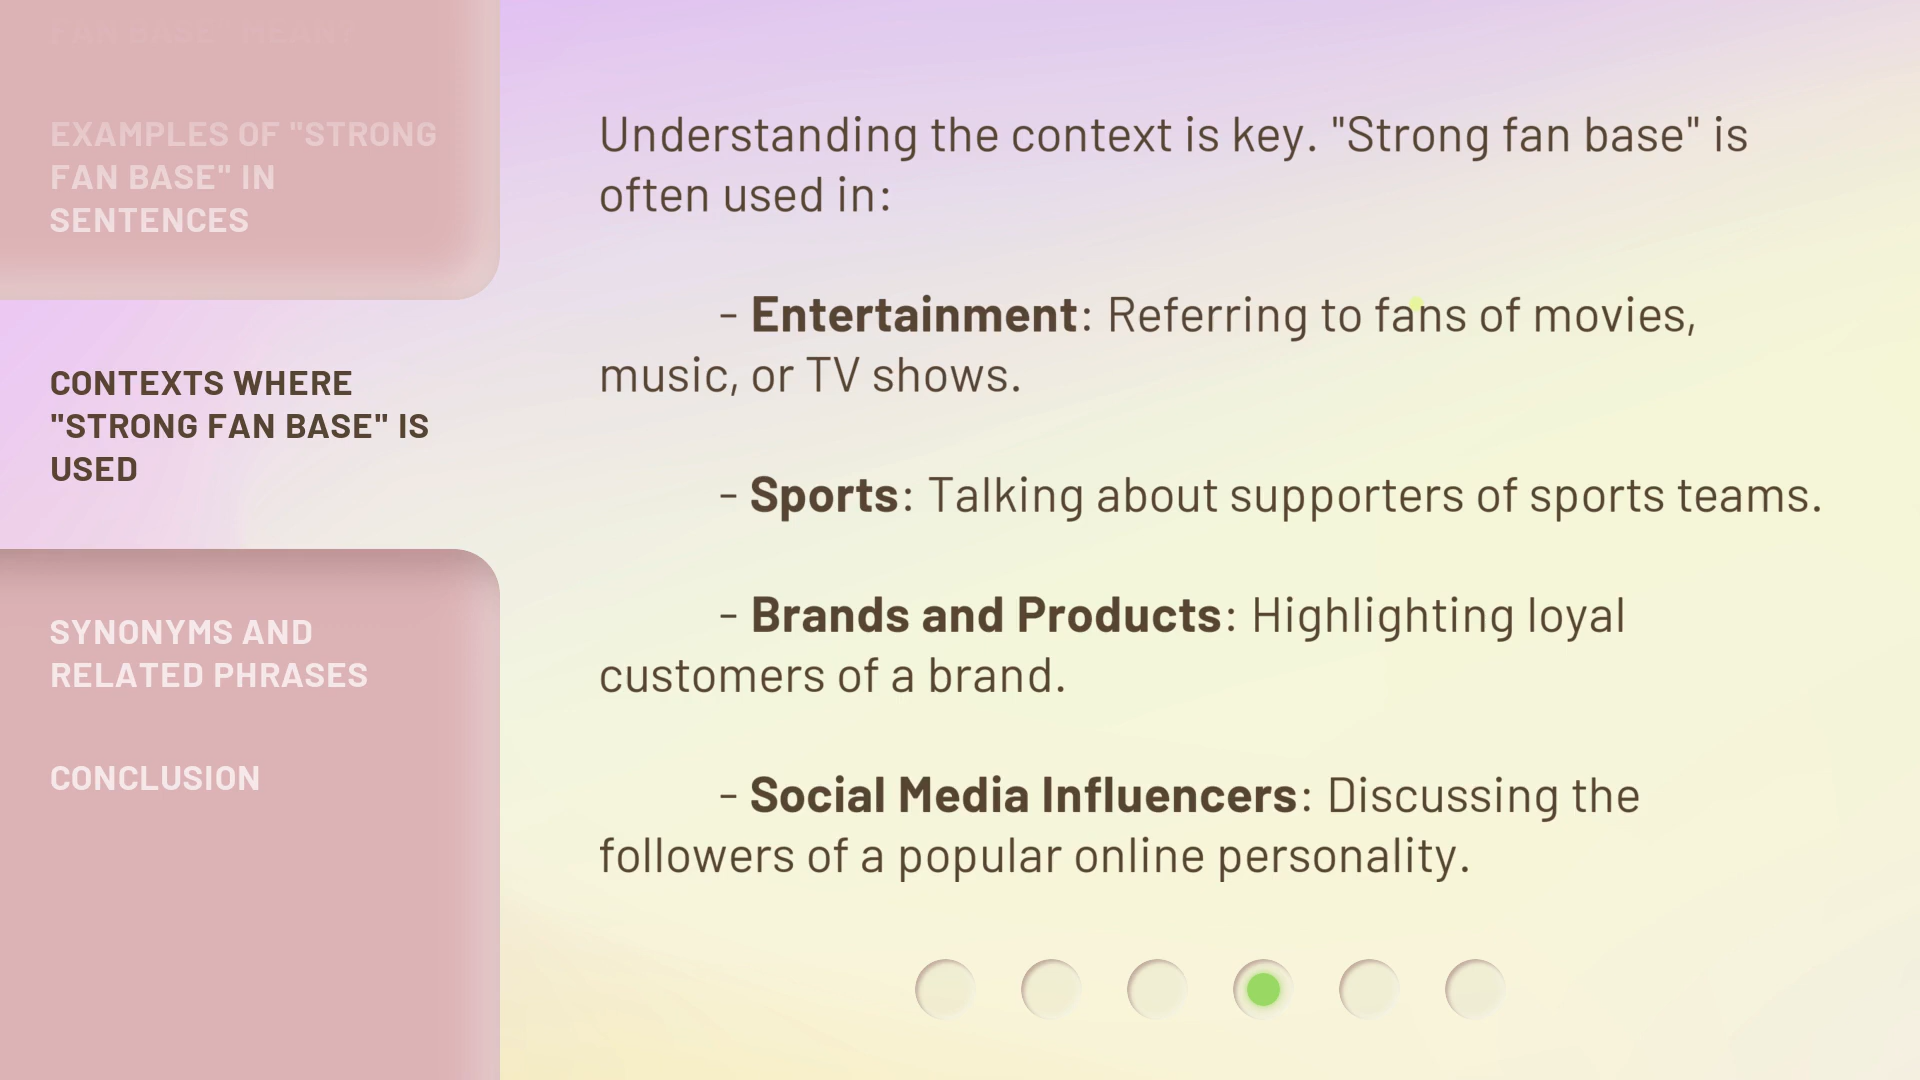 FAN BASE" MEAN?
EXAMPLES OF "STRONG
FAN BASE" IN
SENTENCES
CONTEXTS WHERE
"STRONG FAN BASE" IS
USED
SYNONYMS AND
RELATED PHRASES
CONCLUSION
Understanding the context is key. "Strong fan base" is
often used in:
- Entertainment: Referring to fans of movies,
music, or TV shows.
- Sports: Talking about supporters of sports teams.
- Brands and Products: Highlighting loyal
customers of a brand.
- Social Media Influencers: Discussing the
followers of a popular online personality.